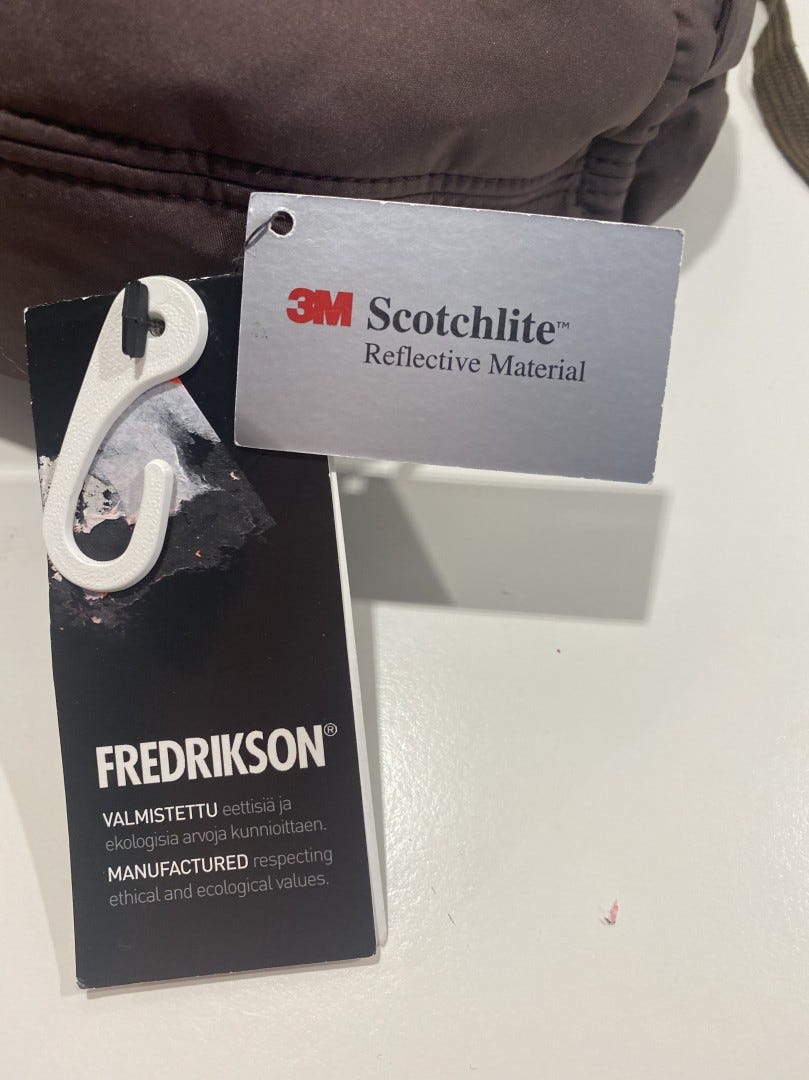 3M Scotchlite™
Reflective Material
FREDRIKSON®
VALMISTETTU eettisiä ja
ekologisia arvoja kunnioittaen.
MANUFACTURED respecting
ethical and ecological values.